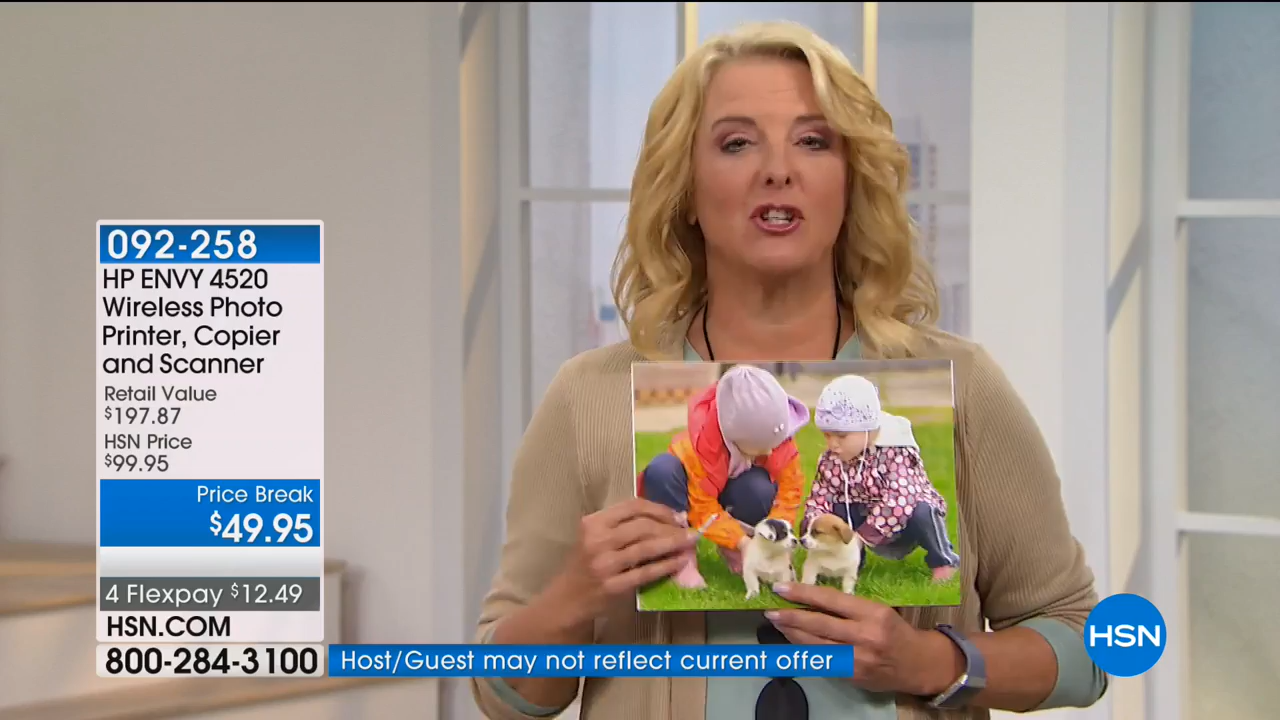 092-258
HP ENVY 4520
Wireless Photo
Printer, Copier
and Scanner
Retail Value
$197.87
HSN Price
$99.95
Price Break
$49.95
4 Flexpay $12.49
HSN.COM
800-284-3100
Host/Guest may not reflect current offer
HSN